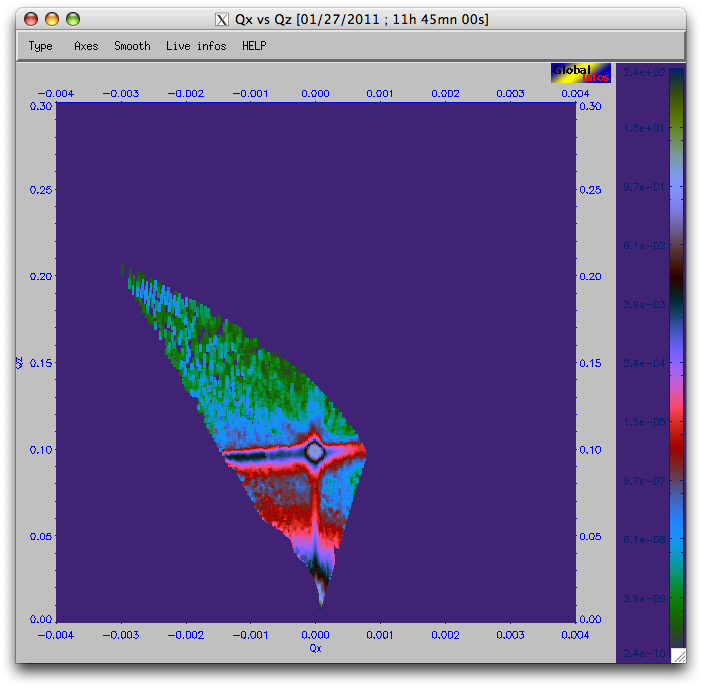 Qx vs Qz [01/27/2011 ; 11h 45mn 00s]
Type Axes Smooth Live infos HELP
Global
Infos
-0.004 -0.003 -0.002 -0.001 0.000 0.001 0.002 0.003 0.004
0.30 0.30
0.25 0.25
0.20 0.20
0.15 0.15
Qz
0.10 0.10
0.05 0.05
0.00 0.00
-0.004 -0.003 -0.002 -0.001 0.000 0.001 0.002 0.003 0.004
Qx
2.4e+02
1.5e+01
9.7e-01
6.1e-02
3.9e-03
2.4e-04
1.5e-05
9.7e-07
6.1e-08
3.9e-09
2.4e-10